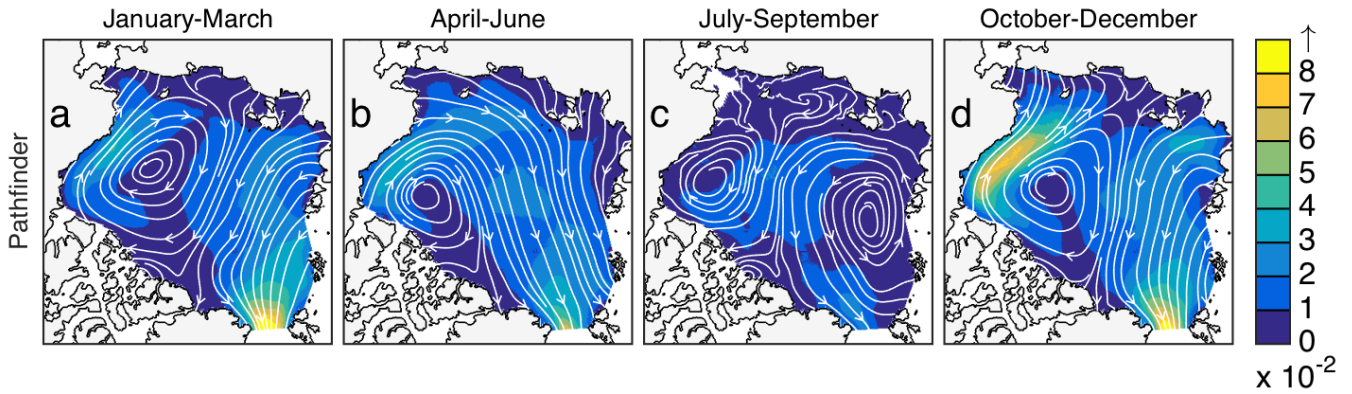 January-March April-June July-September October-December
Pathfinder
a b c d
↑
8
7
6
5
4
3
2
1
0
x 10⁻²